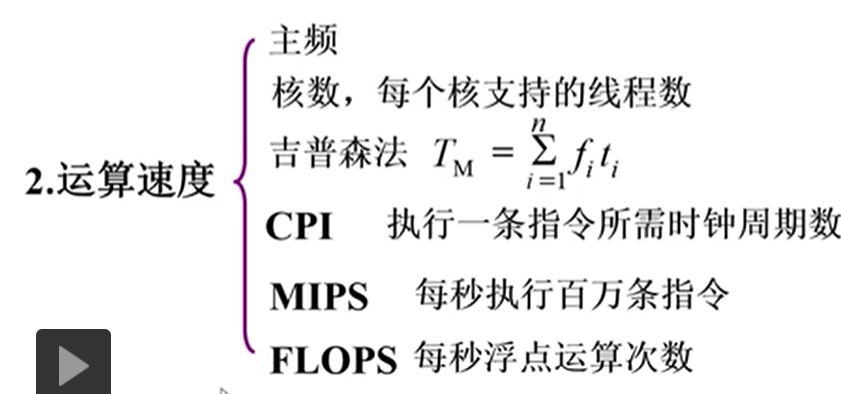 主频
核数，每个核支持的线程数
吉普森法 T_M = \sum_{i=1}^{n} f_i t_i
2.运算速度
CPI 执行一条指令所需时钟周期数
MIPS 每秒执行百万条指令
FLOPS 每秒浮点运算次数